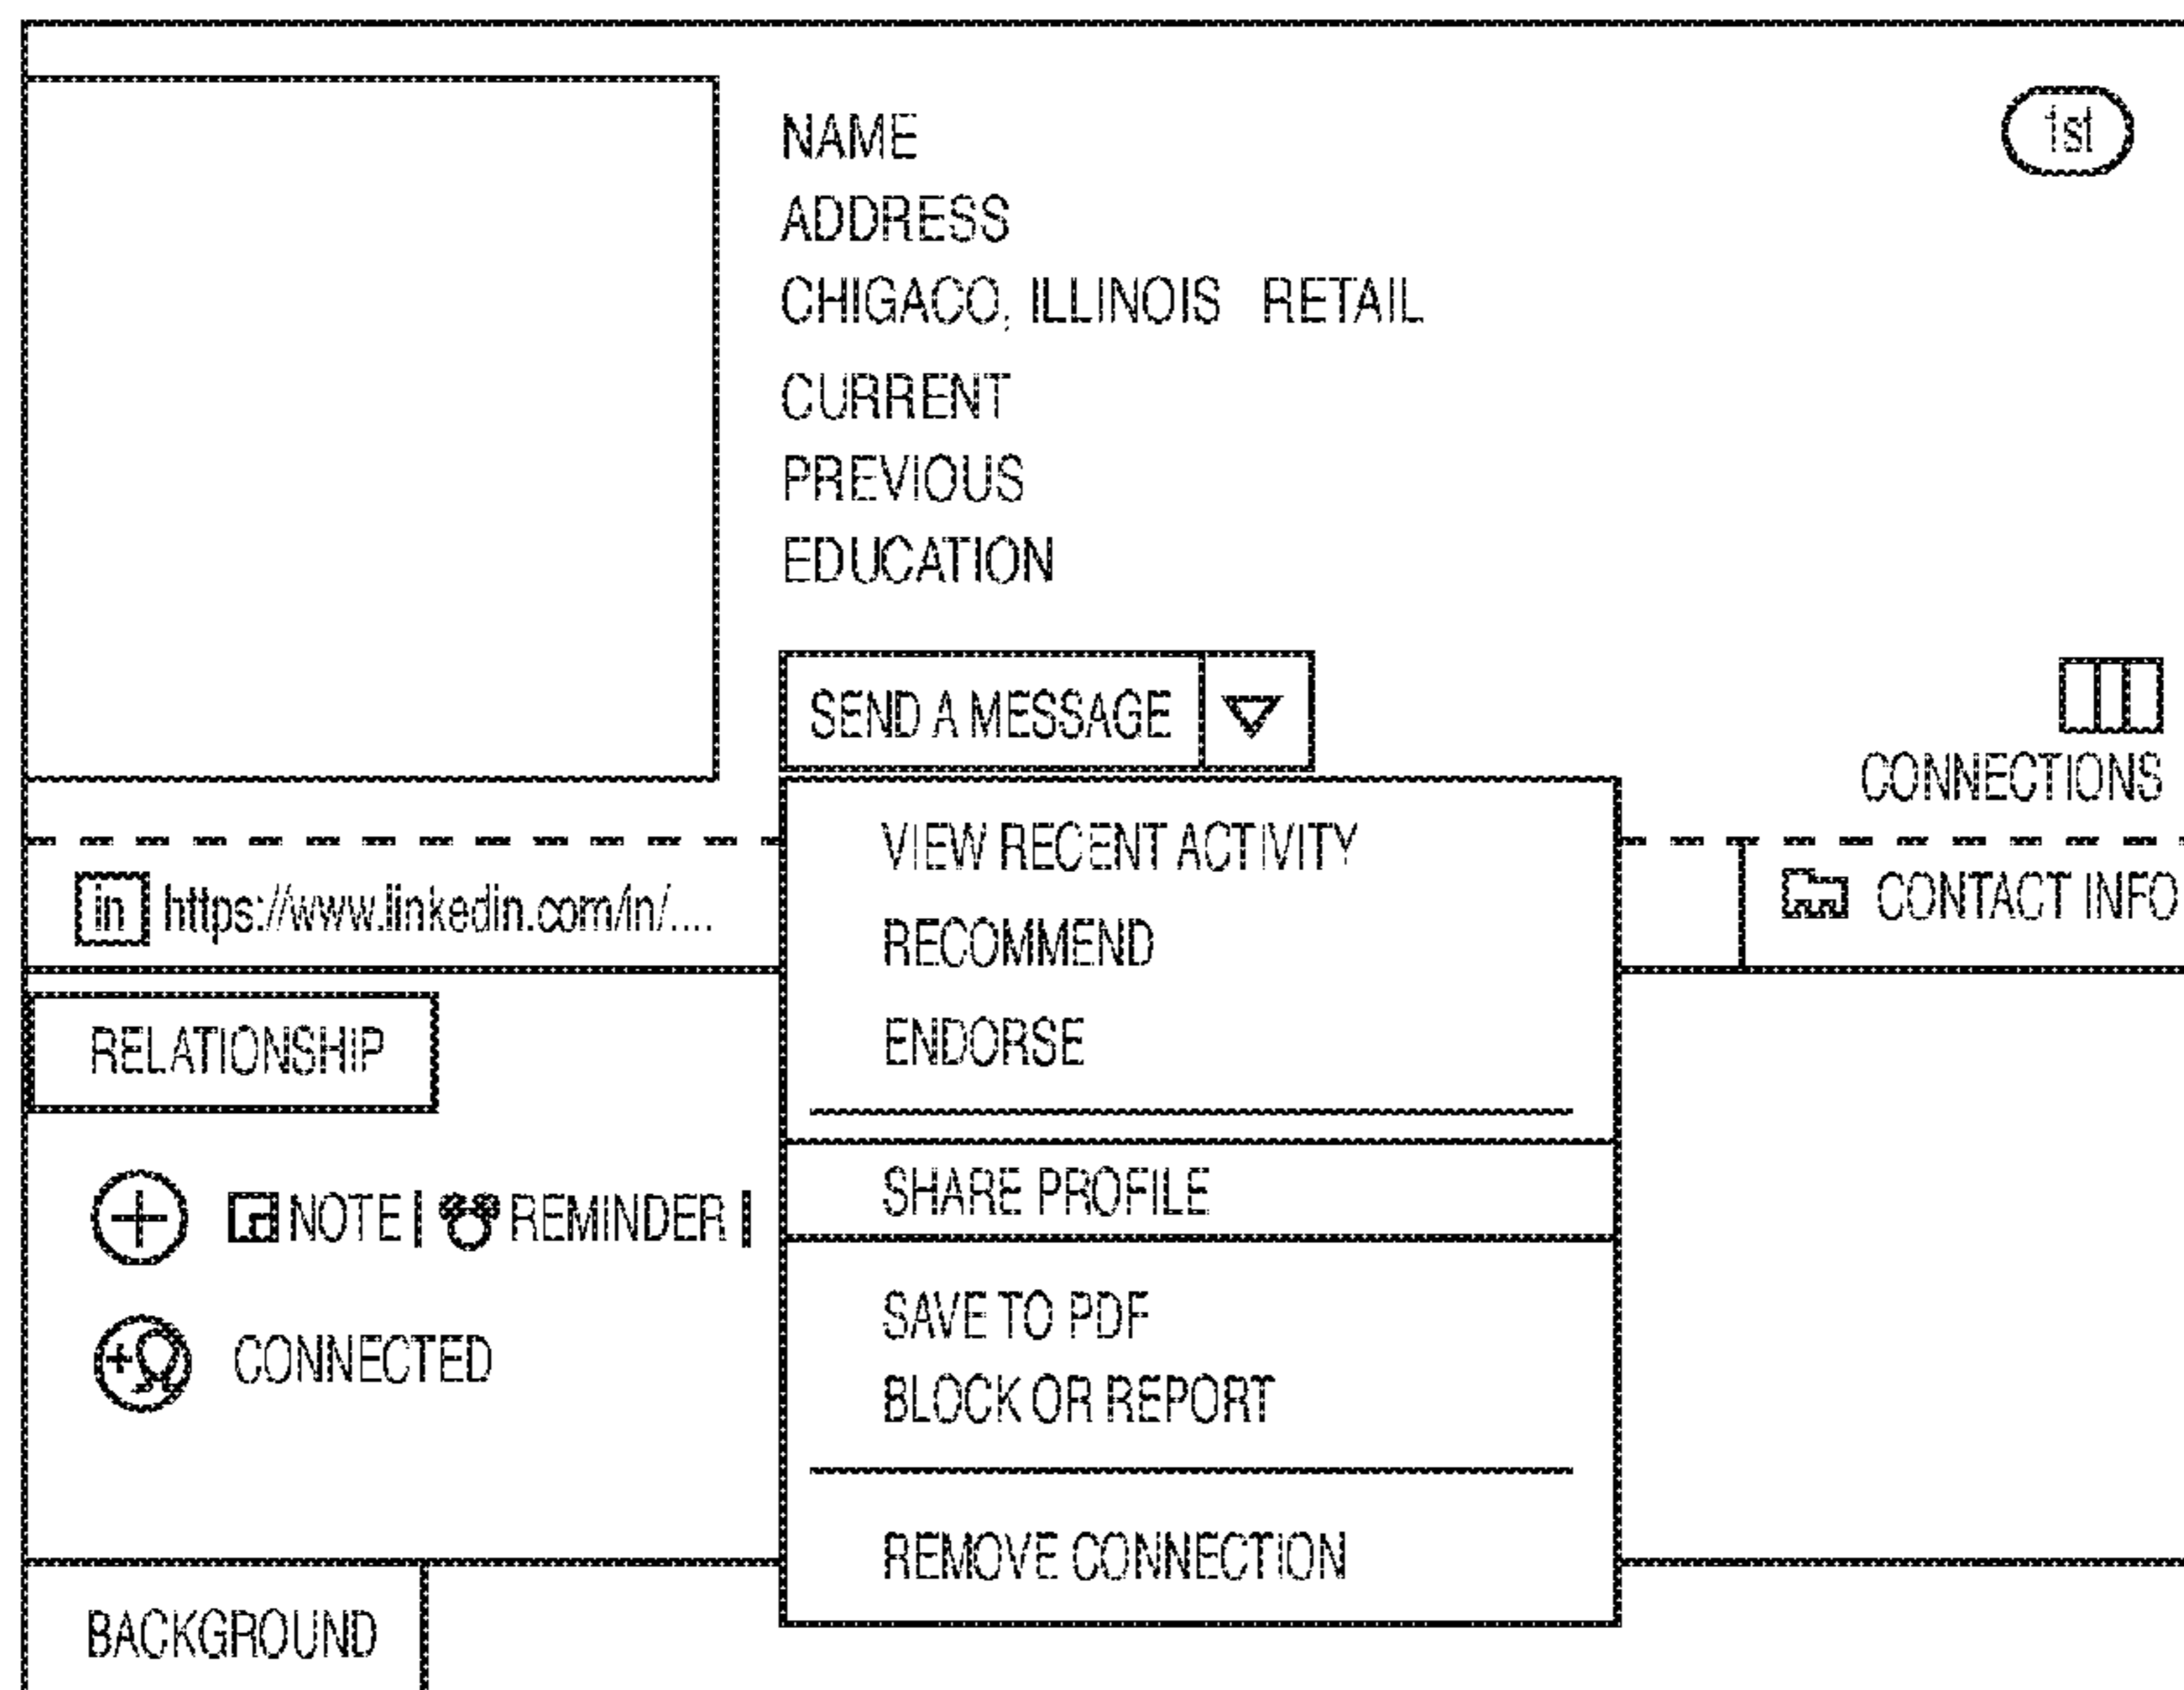 NAME
1st
ADDRESS
CHIGACO, ILLINOIS RETAIL
CURRENT
PREVIOUS
EDUCATION
SEND A MESSAGE
CONNECTIONS
VIEW RECENT ACTIVITY
RECOMMEND
ENDORSE
SHARE PROFILE
SAVE TO PDF
BLOCK OR REPORT
REMOVE CONNECTION
in https://www.linkedin.com/in/....
CONTACT INFO
RELATIONSHIP
NOTE | REMINDER |
CONNECTED
BACKGROUND